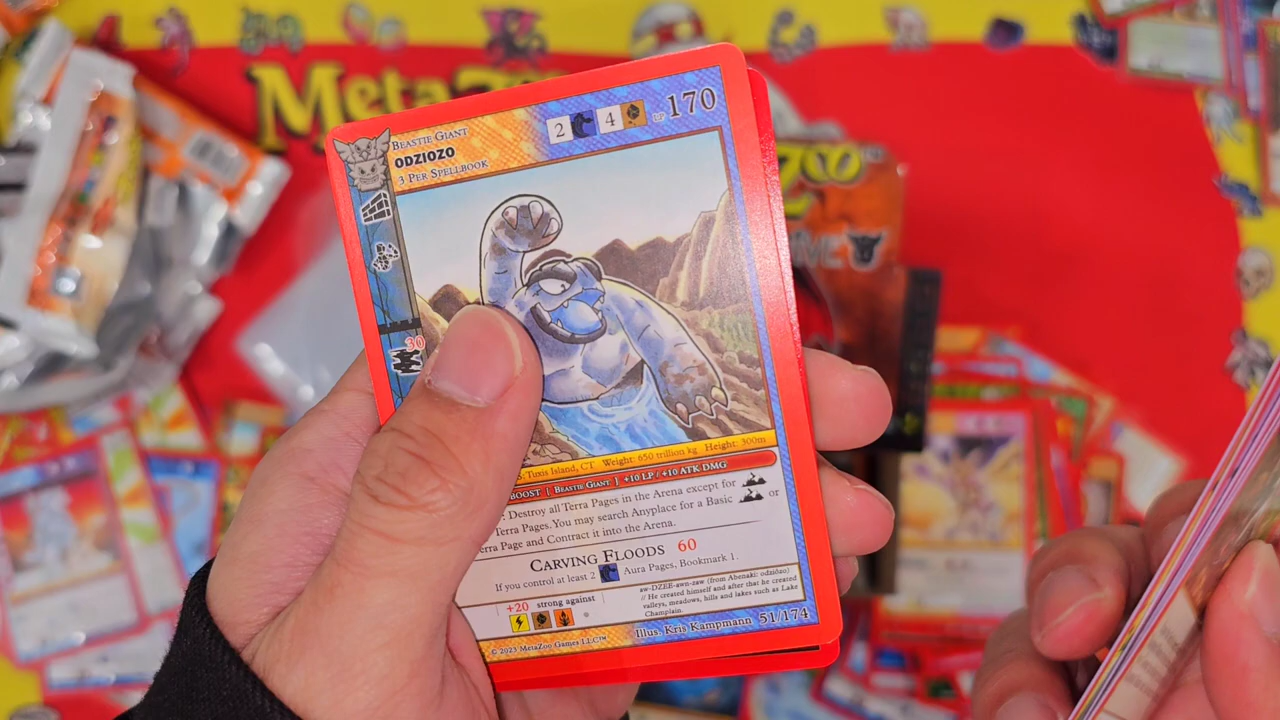 BEASTIE GIANT
ODZIOZO
3 PER SPELLBOOK
2 4 LP 170
30
Tunxis Island, CT Weight: 650 trillion kg Height: 300m
BOOST | BEASTIE GIANT | +10 LP / +10 ATK DMG
: Destroy all Terra Pages in the Arena except for
Terra Pages. You may search Anyplace for a Basic or
Terra Page and Contract it into the Arena.
CARVING FLOODS 60
If you control at least 2 Aura Pages, Bookmark 1.
+20 strong against
aw-DZEE-awn-zaw (from Abenaki: odzidzo)
// He created himself and after that he created
valleys, meadows, hills and lakes such as Lake
Champlain.
© 2023 MetaZoo Games LLC™
Illus. Kris Kampmann 51/174
MetaZoo